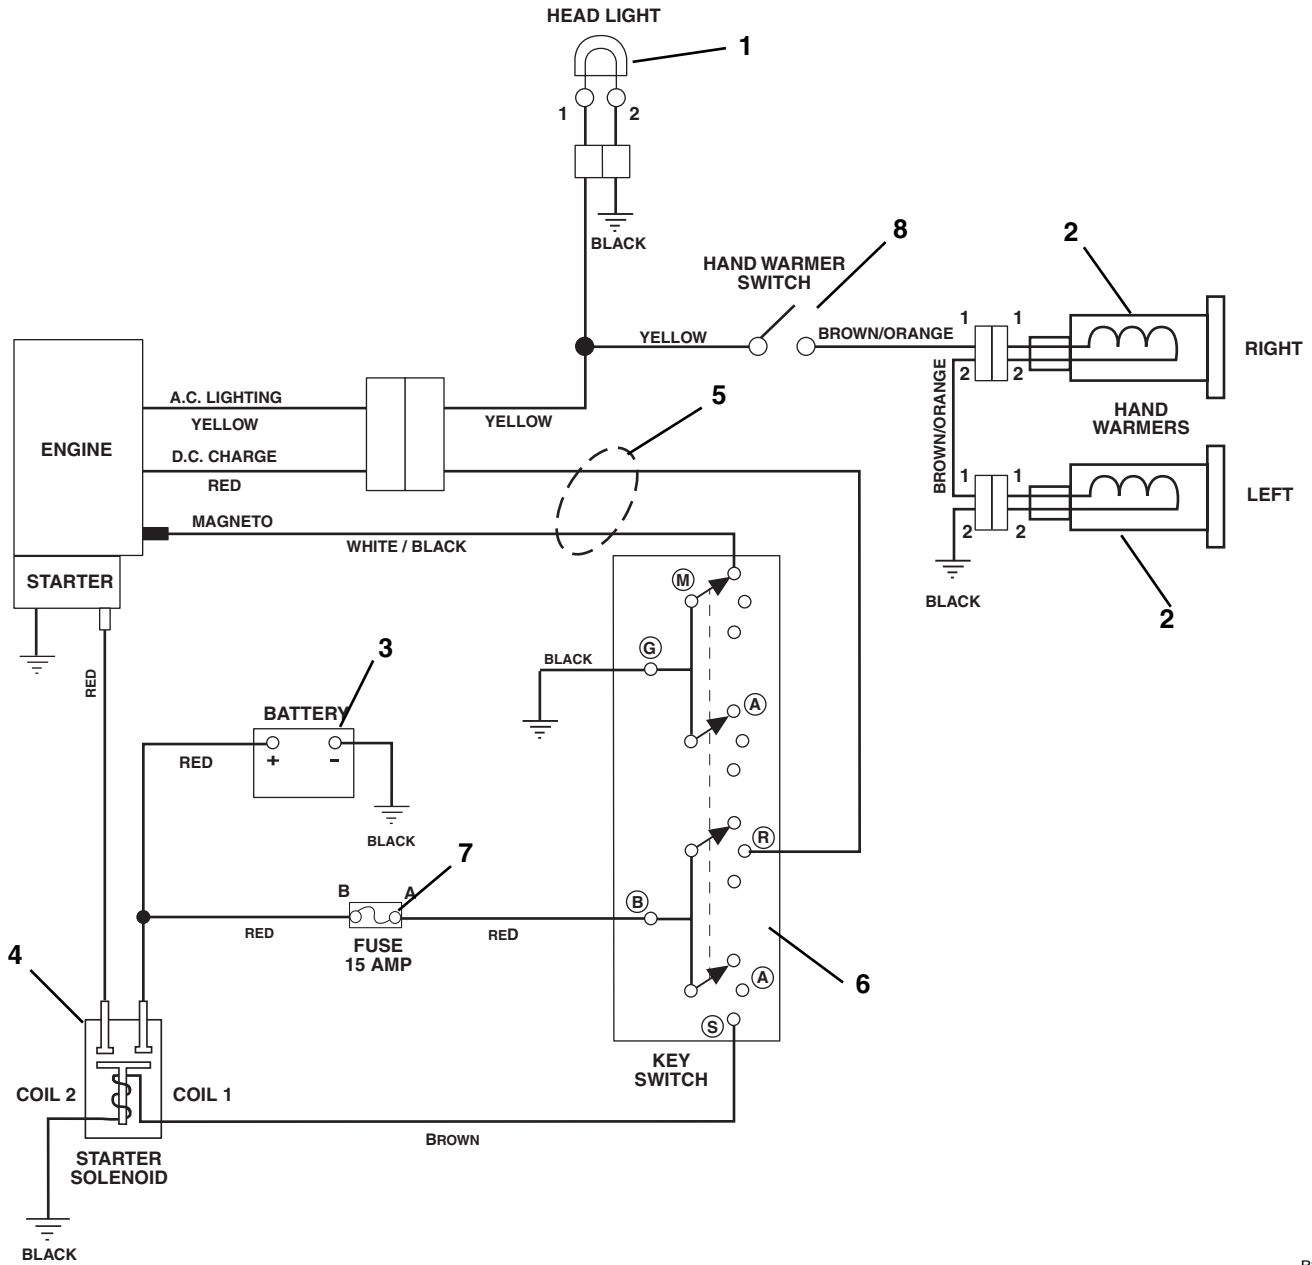 HEAD LIGHT
1
1
2
BLACK
8
2
HAND WARMER
SWITCH
YELLOW
BROWN/ORANGE
1
1
2
2
RIGHT
BROWN/ORANGE
HAND
WARMERS
1
1
2
2
LEFT
BLACK
2
A.C. LIGHTING
YELLOW
YELLOW
5
ENGINE
D.C. CHARGE
RED
MAGNETO
WHITE / BLACK
STARTER
RED
M
G
BLACK
A
3
BATTERY
RED
+
-
BLACK
7
R
B
A
B
RED
FUSE
15 AMP
RED
4
A
6
S
KEY
SWITCH
COIL 2
COIL 1
BROWN
STARTER
SOLENOID
BLACK